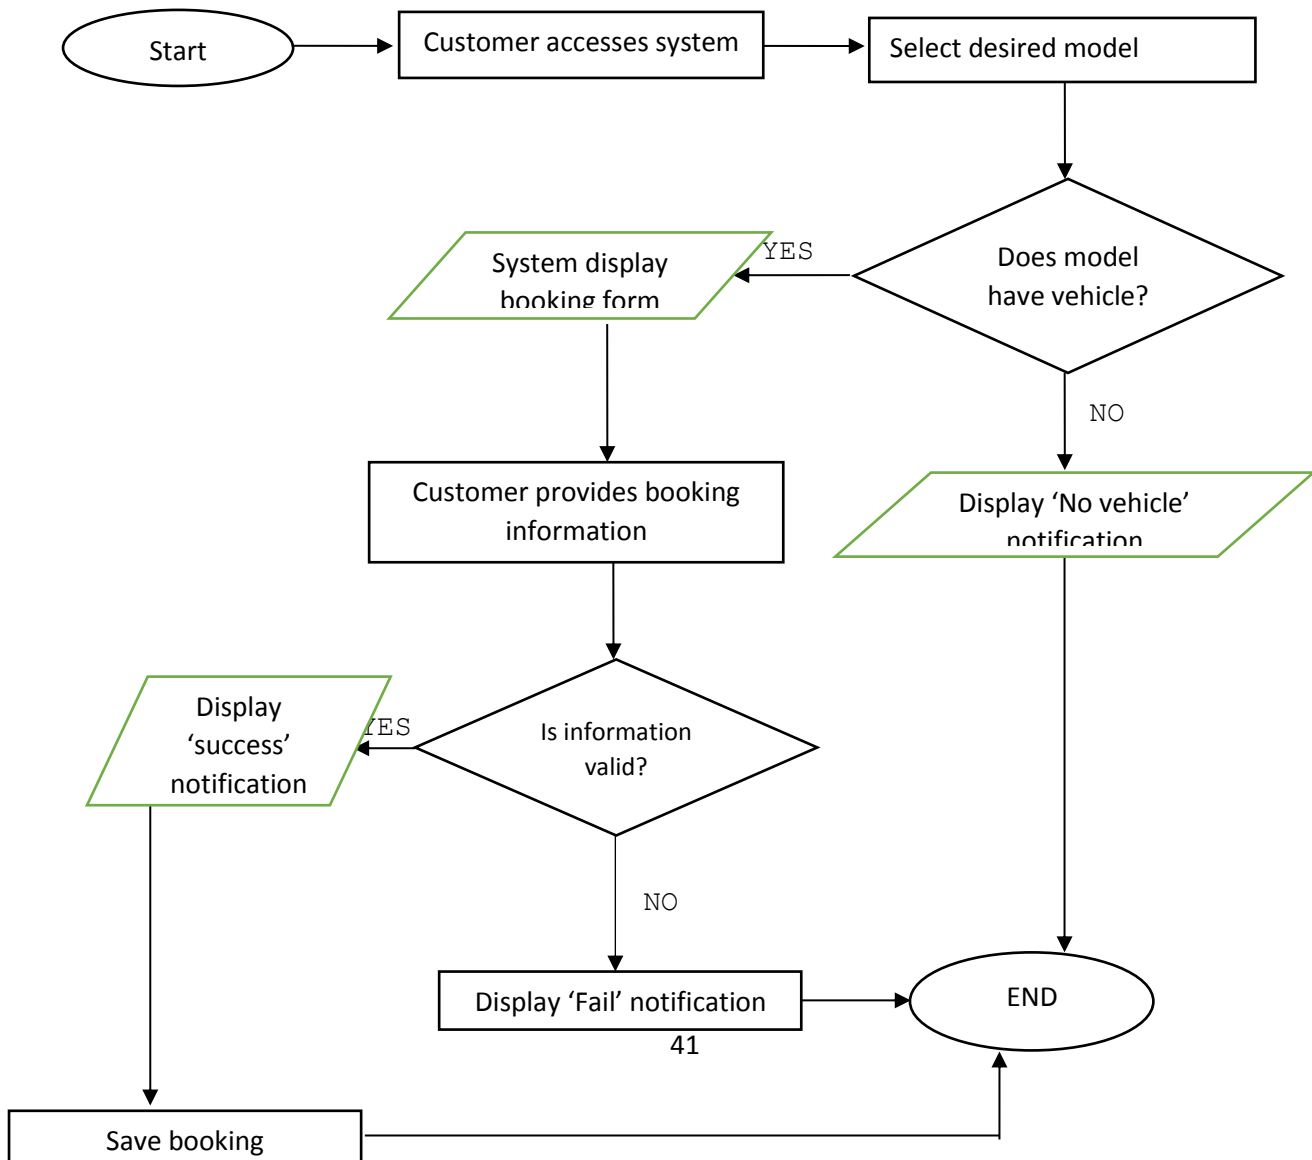 Start
Customer accesses system
Select desired model
Does model
have vehicle?
YES
System display
booking form
NO
Customer provides booking
information
Display ‘No vehicle’
notification
Is information
valid?
YES
Display
‘success’
notification
NO
Display ‘Fail’ notification
END
41
Save booking